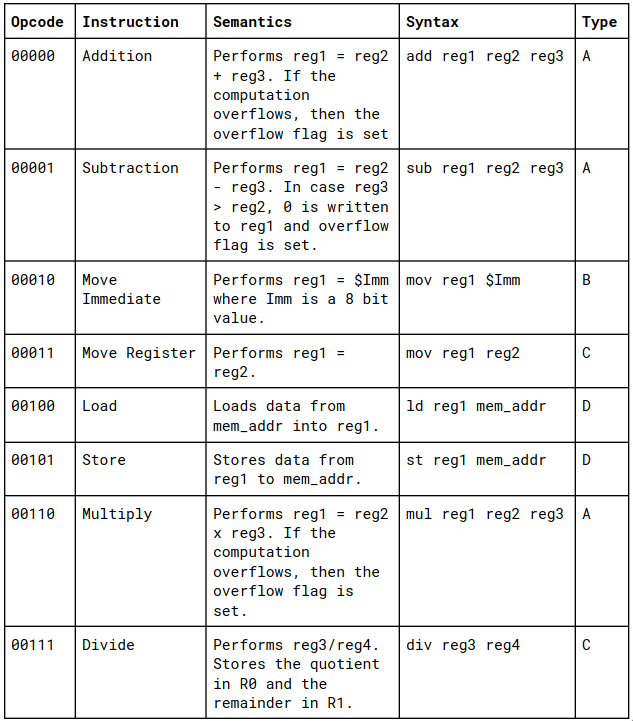 Opcode Instruction Semantics Syntax Type
00000 Addition Performs reg1 = reg2 add reg1 reg2 reg3 A
+ reg3. If the
computation
overflows, then the
overflow flag is set
00001 Subtraction Performs reg1 = reg2 sub reg1 reg2 reg3 A
- reg3. In case reg3
> reg2, 0 is written
to reg1 and overflow
flag is set.
00010 Move Performs reg1 = $Imm mov reg1 $Imm B
Immediate where Imm is a 8 bit
value.
00011 Move Register Performs reg1 = mov reg1 reg2 C
reg2.
00100 Load Loads data from ld reg1 mem_addr D
mem_addr into reg1.
00101 Store Stores data from st reg1 mem_addr D
reg1 to mem_addr.
00110 Multiply Performs reg1 = reg2 mul reg1 reg2 reg3 A
x reg3. If the
computation
overflows, then the
overflow flag is
set.
00111 Divide Performs reg3/reg4. div reg3 reg4 C
Stores the quotient
in R0 and the
remainder in R1.